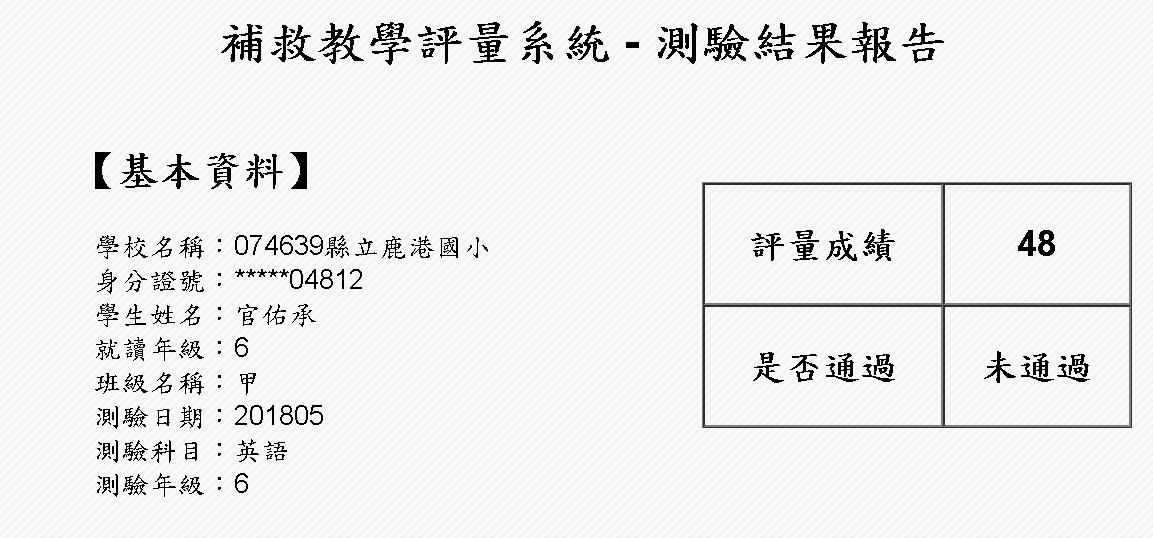 補救教學評量系統 - 測驗結果報告
【基本資料】
學校名稱：074639縣立鹿港國小
身分證號：*****04812
學生姓名：官佑承
就讀年級：6
班級名稱：甲
測驗日期：201805
測驗科目：英語
測驗年級：6
評量成績 48
是否通過 未通過